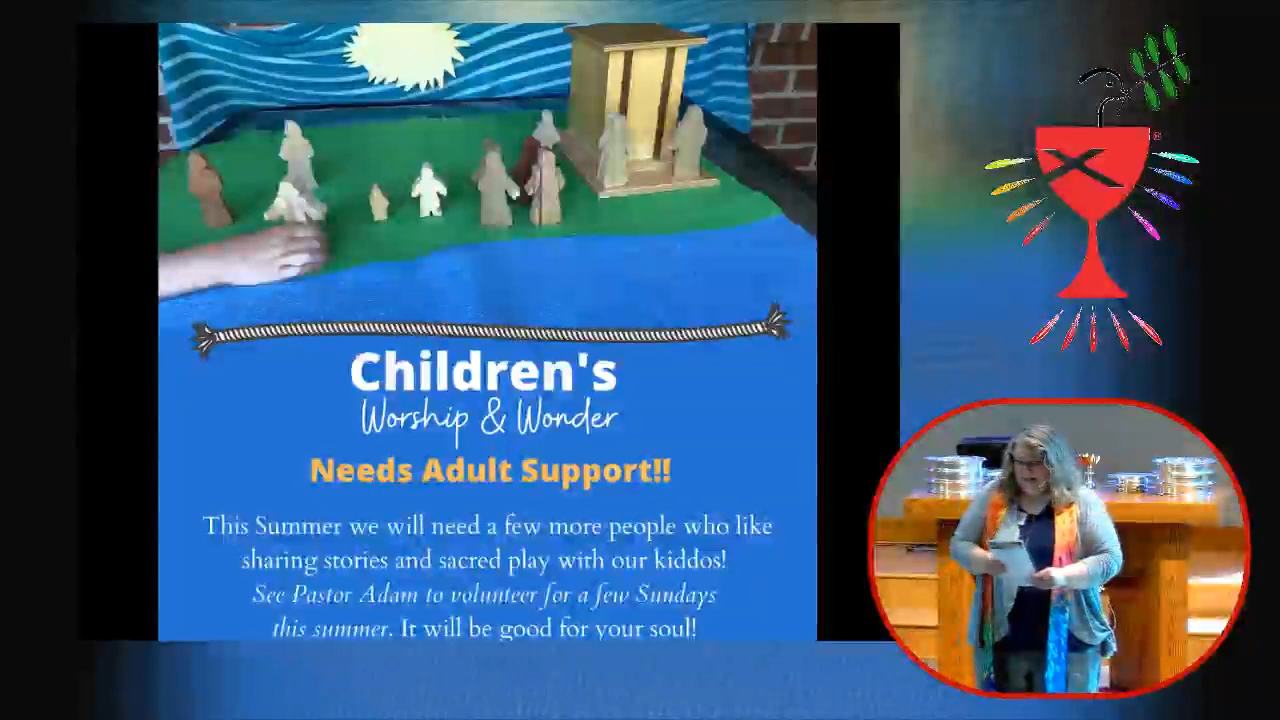 Children's
Worship & Wonder
Needs Adult Support!!
This Summer we will need a few more people who like
sharing stories and sacred play with our kiddos!
See Pastor Adam to volunteer for a few Sundays
this summer. It will be good for your soul!